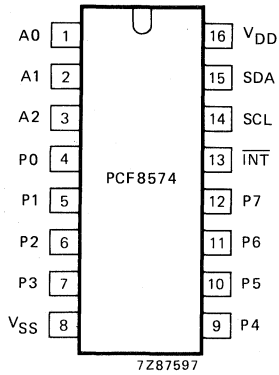 A0 1 16 VDD
A1 2 15 SDA
A2 3 14 SCL
P0 4 13 INT
PCF8574
P1 5 12 P7
P2 6 11 P6
P3 7 10 P5
VSS 8 9 P4
7Z87597